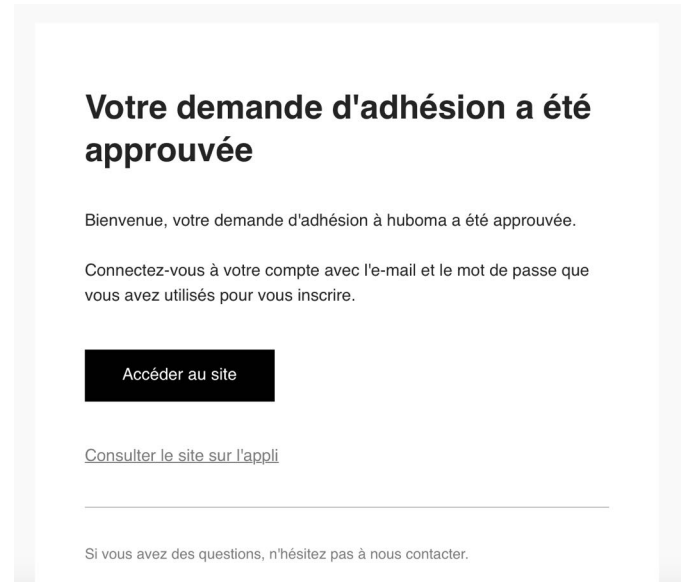 Votre demande d'adhésion a été
approuvée
Bienvenue, votre demande d'adhésion à huboma a été approuvée.
Connectez-vous à votre compte avec l'e-mail et le mot de passe que
vous avez utilisés pour vous inscrire.
Accéder au site
Consulter le site sur l'appli
Si vous avez des questions, n'hésitez pas à nous contacter.